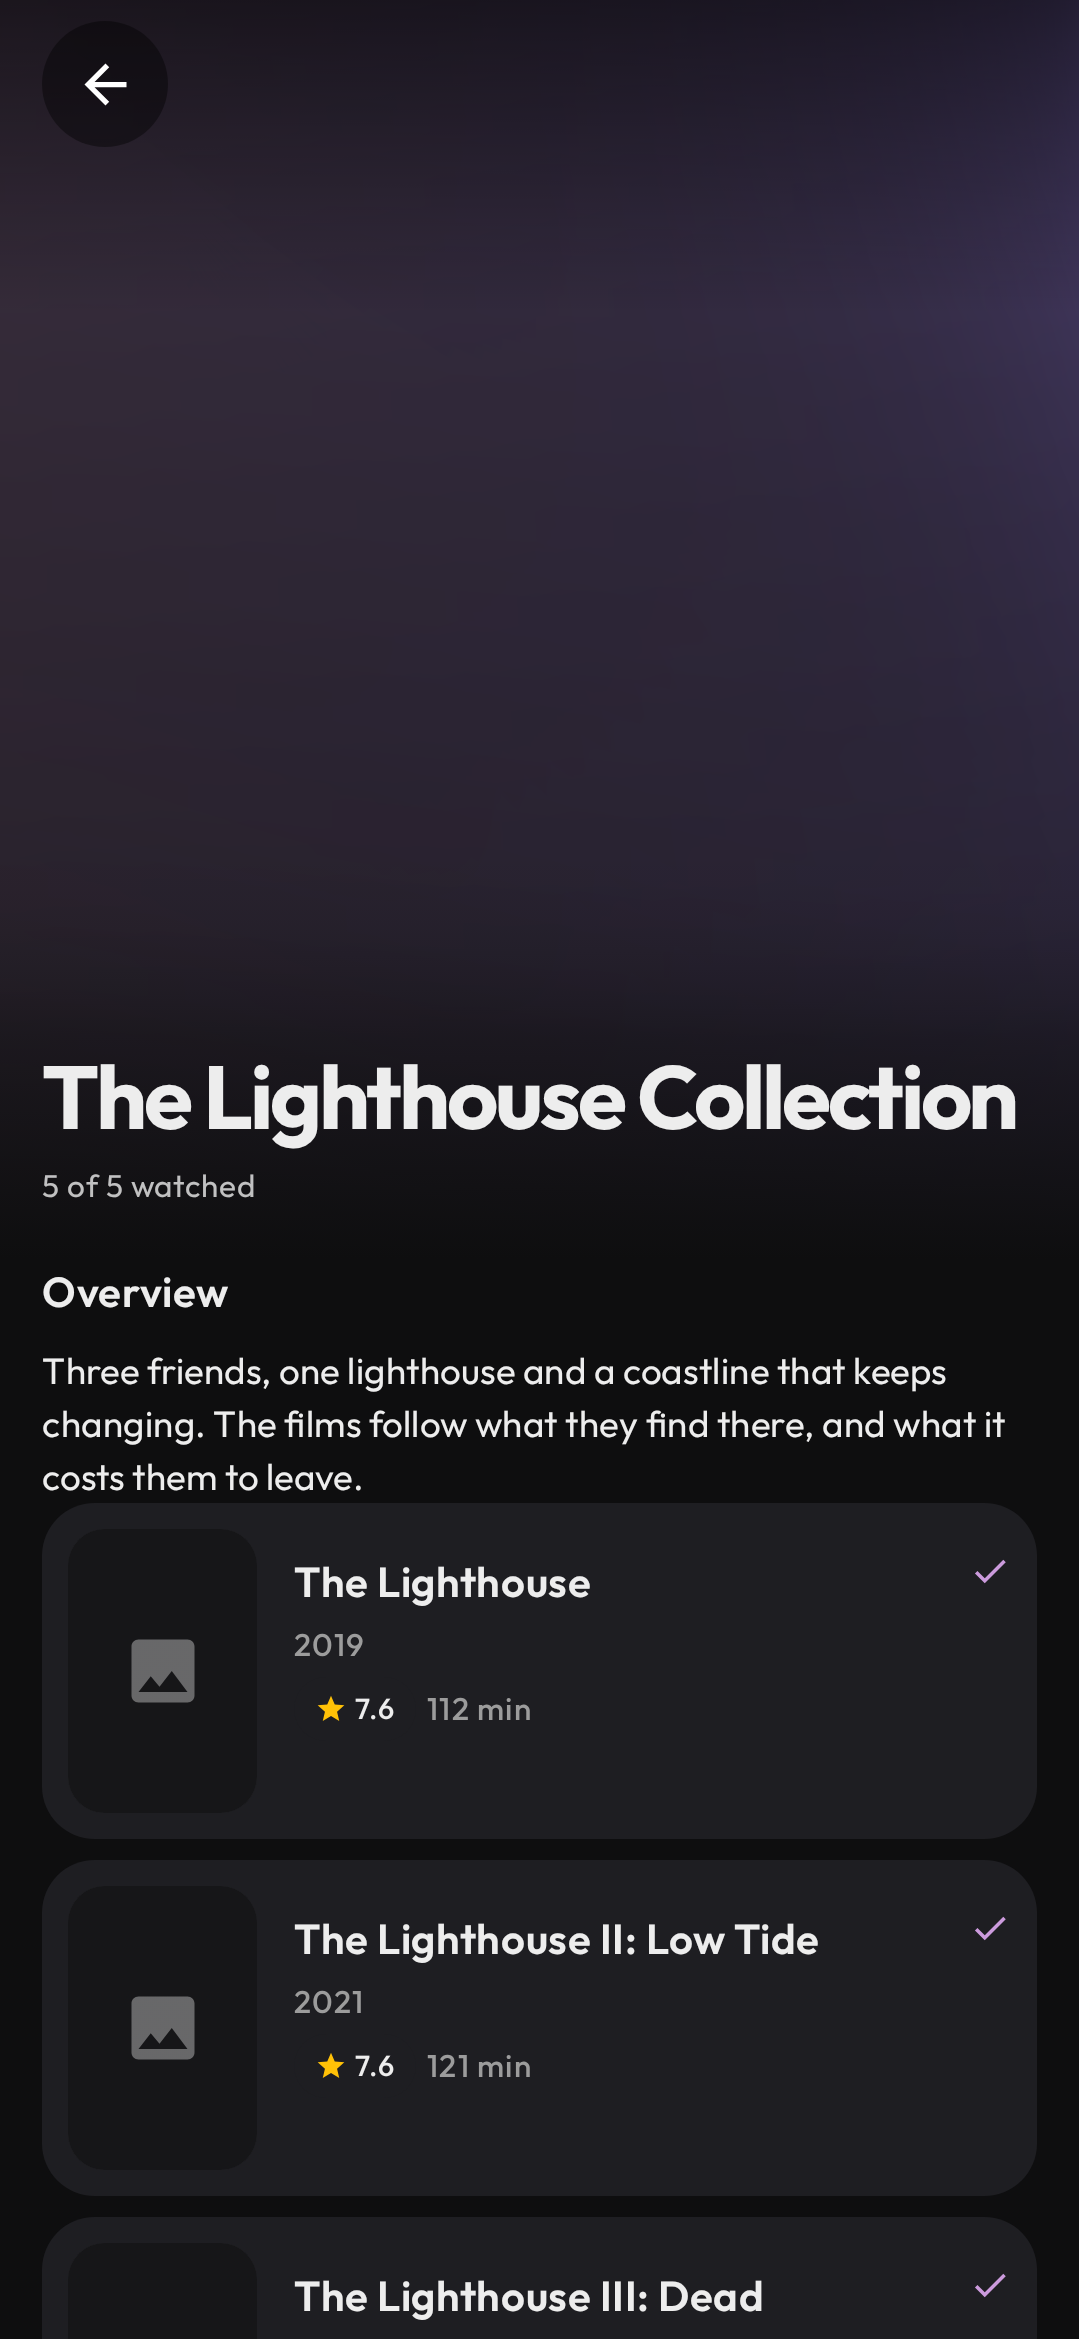 The Lighthouse Collection
5 of 5 watched
Overview
Three friends, one lighthouse and a coastline that keeps
changing. The films follow what they find there, and what it
costs them to leave.
The Lighthouse
2019
7.6 112 min
The Lighthouse II: Low Tide
2021
7.6 121 min
The Lighthouse III: Dead